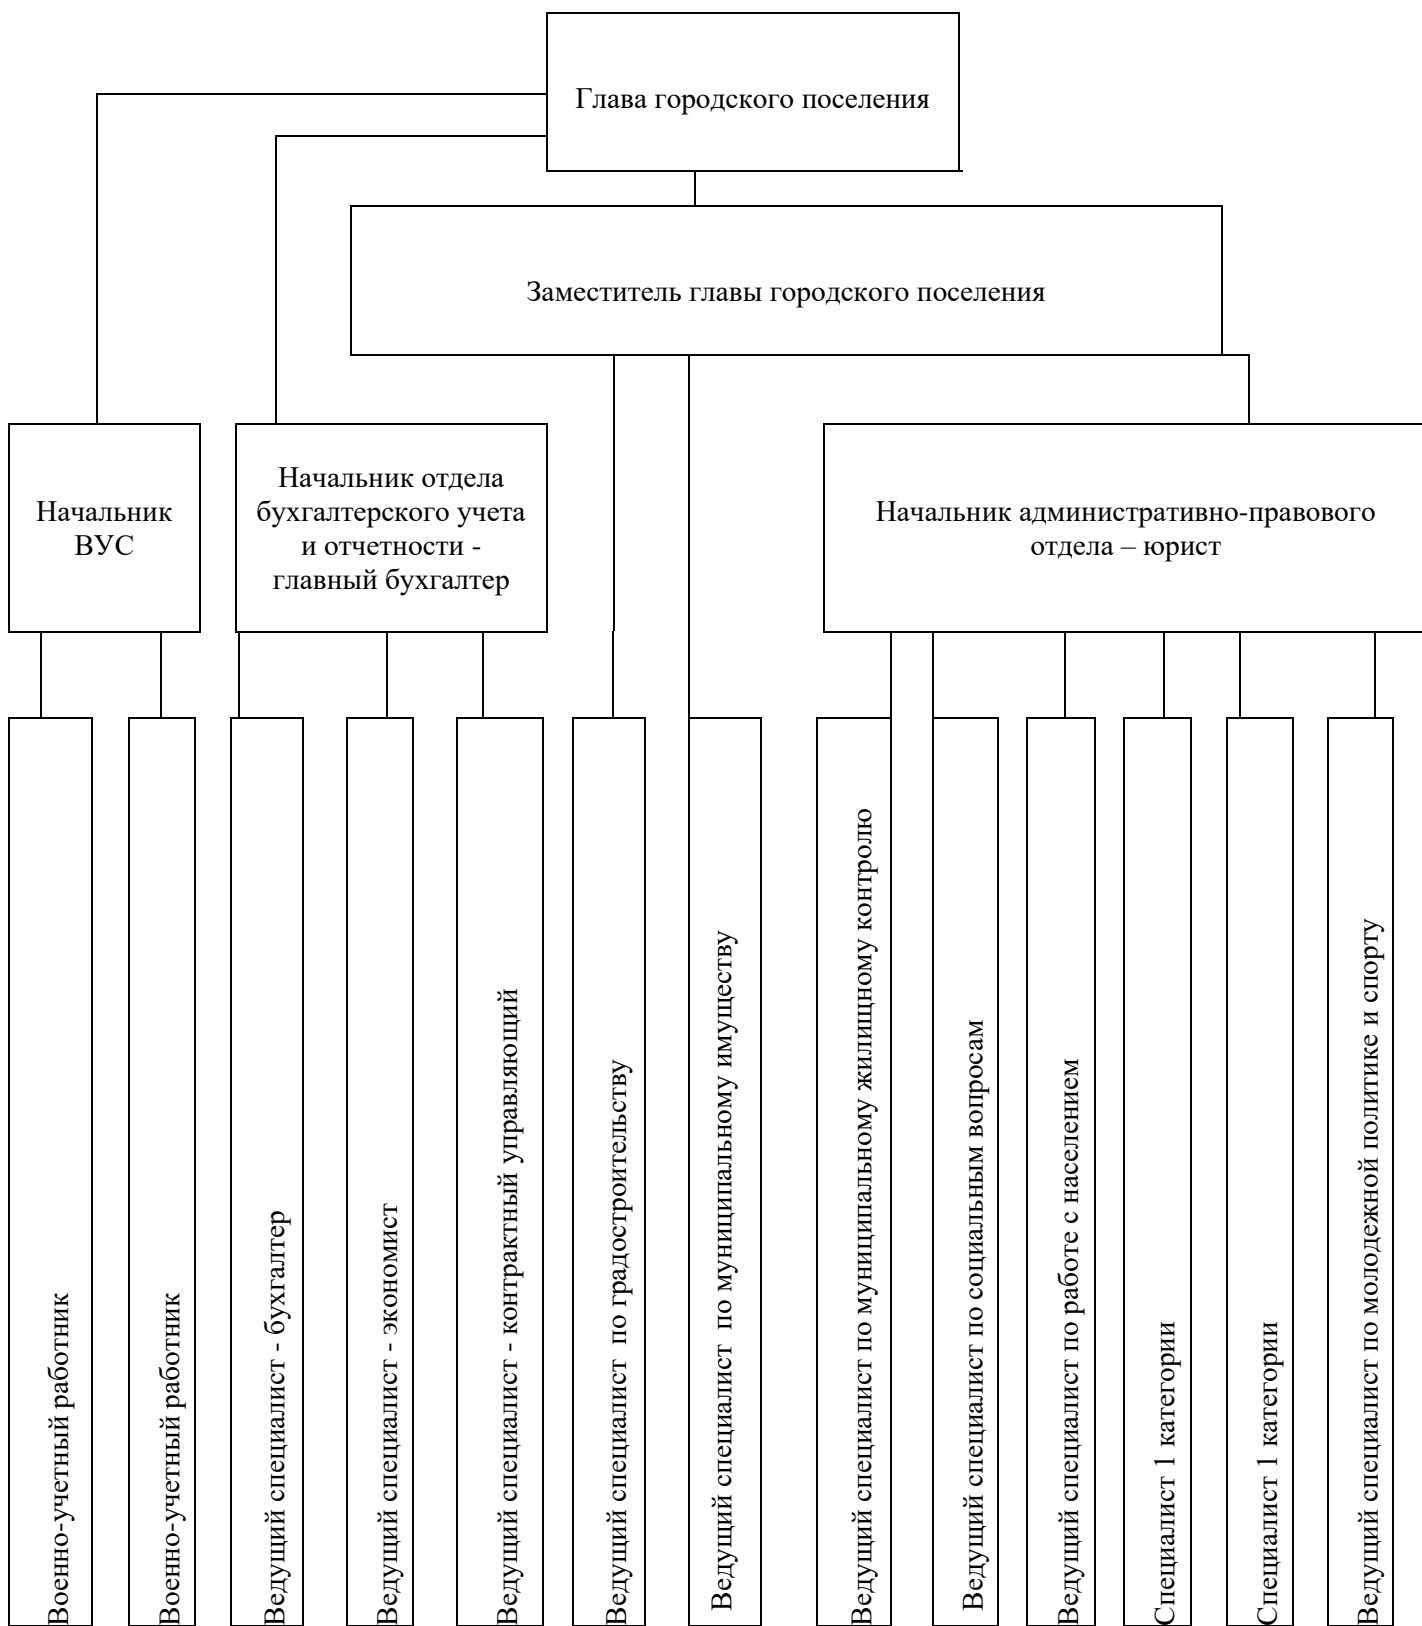 Глава городского поселения
Заместитель главы городского поселения
Начальник
ВУС
Начальник отдела
бухгалтерского учета
и отчетности -
главный бухгалтер
Начальник административно-правового
отдела – юрист
Военно-учетный работник
Военно-учетный работник
Ведущий специалист - бухгалтер
Ведущий специалист - экономист
Ведущий специалист - контрактный управляющий
Ведущий специалист  по градостроительству
Ведущий специалист  по муниципальному имуществу
Ведущий специалист по муниципальному жилищному контролю
Ведущий специалист по социальным вопросам
Ведущий специалист по работе с населением
Специалист 1 категории
Специалист 1 категории
Ведущий специалист по молодежной политике и спорту